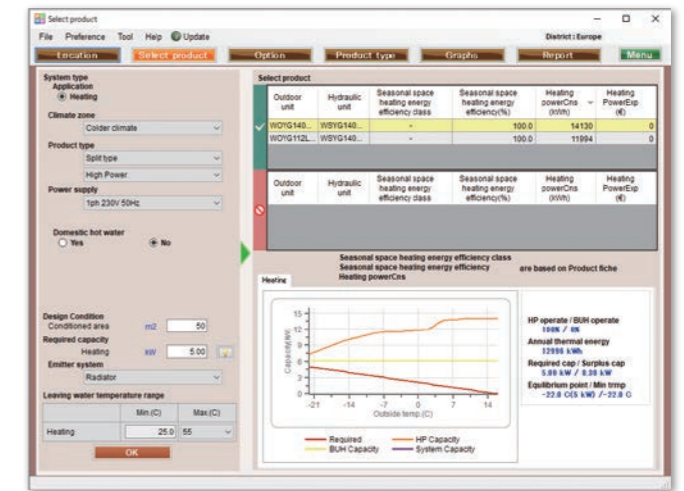 Select product
File Preference Tool Help Update District : Europe
Location Select product Option Product type Graphs Report Menu
System type
Application
Heating
Climate zone
Colder climate
Product type
Split type
High Power
Power supply
1ph 230V 50Hz
Domestic hot water
Yes No
Design Condition
Conditioned area m2 50
Required capacity
Heating kW 5.00
Emitter system
Radiator
Leaving water temperature range
Min.(C) Max.(C)
Heating 25.0 55
OK
Select product
Outdoor unit Hydraulic unit Seasonal space heating energy efficiency class Seasonal space heating energy efficiency(%) Heating powerCns (kWh) Heating PowerExp (€)
WOYG140... WSYG140... - 100.0 14130 0
WOYG112L... WSYG140... - 100.0 11994 0
Outdoor unit Hydraulic unit Seasonal space heating energy efficiency class Seasonal space heating energy efficiency(%) Heating powerCns (kWh) Heating PowerExp (€)
Seasonal space heating energy efficiency class
Seasonal space heating energy efficiency are based on Product fiche
Heating powerCns
Heating
Capacity(kW)
15
12
9
6
3
0
-21 -14 -7 0 7 14
Outside temp.(C)
Required HP Capacity
BUH Capacity System Capacity
HP operate / BUH operate
100% / 0%
Annual thermal energy
12996 kWh
Required cap / Surplus cap
Equilibrium point / Min tmp
-22.0 C(5 kW) /-22.0 C